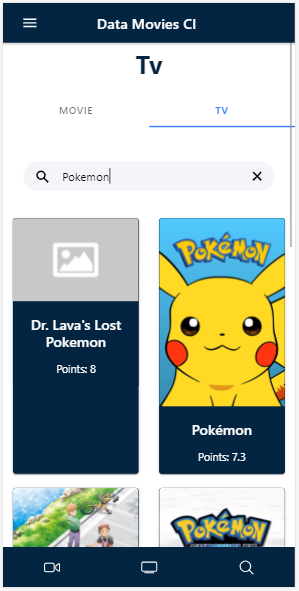 Data Movies CI
Tv
MOVIE
TV
Pokemon
Dr. Lava's Lost
Pokemon
Points: 8
POKÉMON
Pokémon
Points: 7.3
POKÉMON